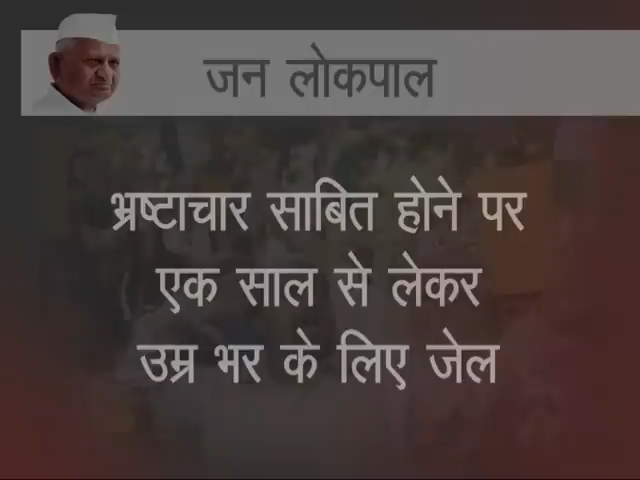 जन लोकपाल
भ्रष्टाचार साबित होने पर
एक साल से लेकर
उम्र भर के लिए जेल